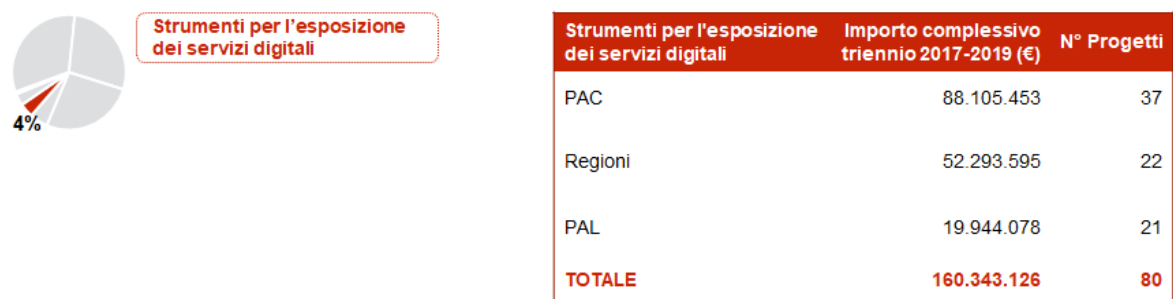 Strumenti per l’esposizione
dei servizi digitali
4%
Strumenti per l'esposizione
dei servizi digitali
Importo complessivo
triennio 2017-2019 (€)
N° Progetti
PAC 88.105.453 37
Regioni 52.293.595 22
PAL 19.944.078 21
TOTALE 160.343.126 80